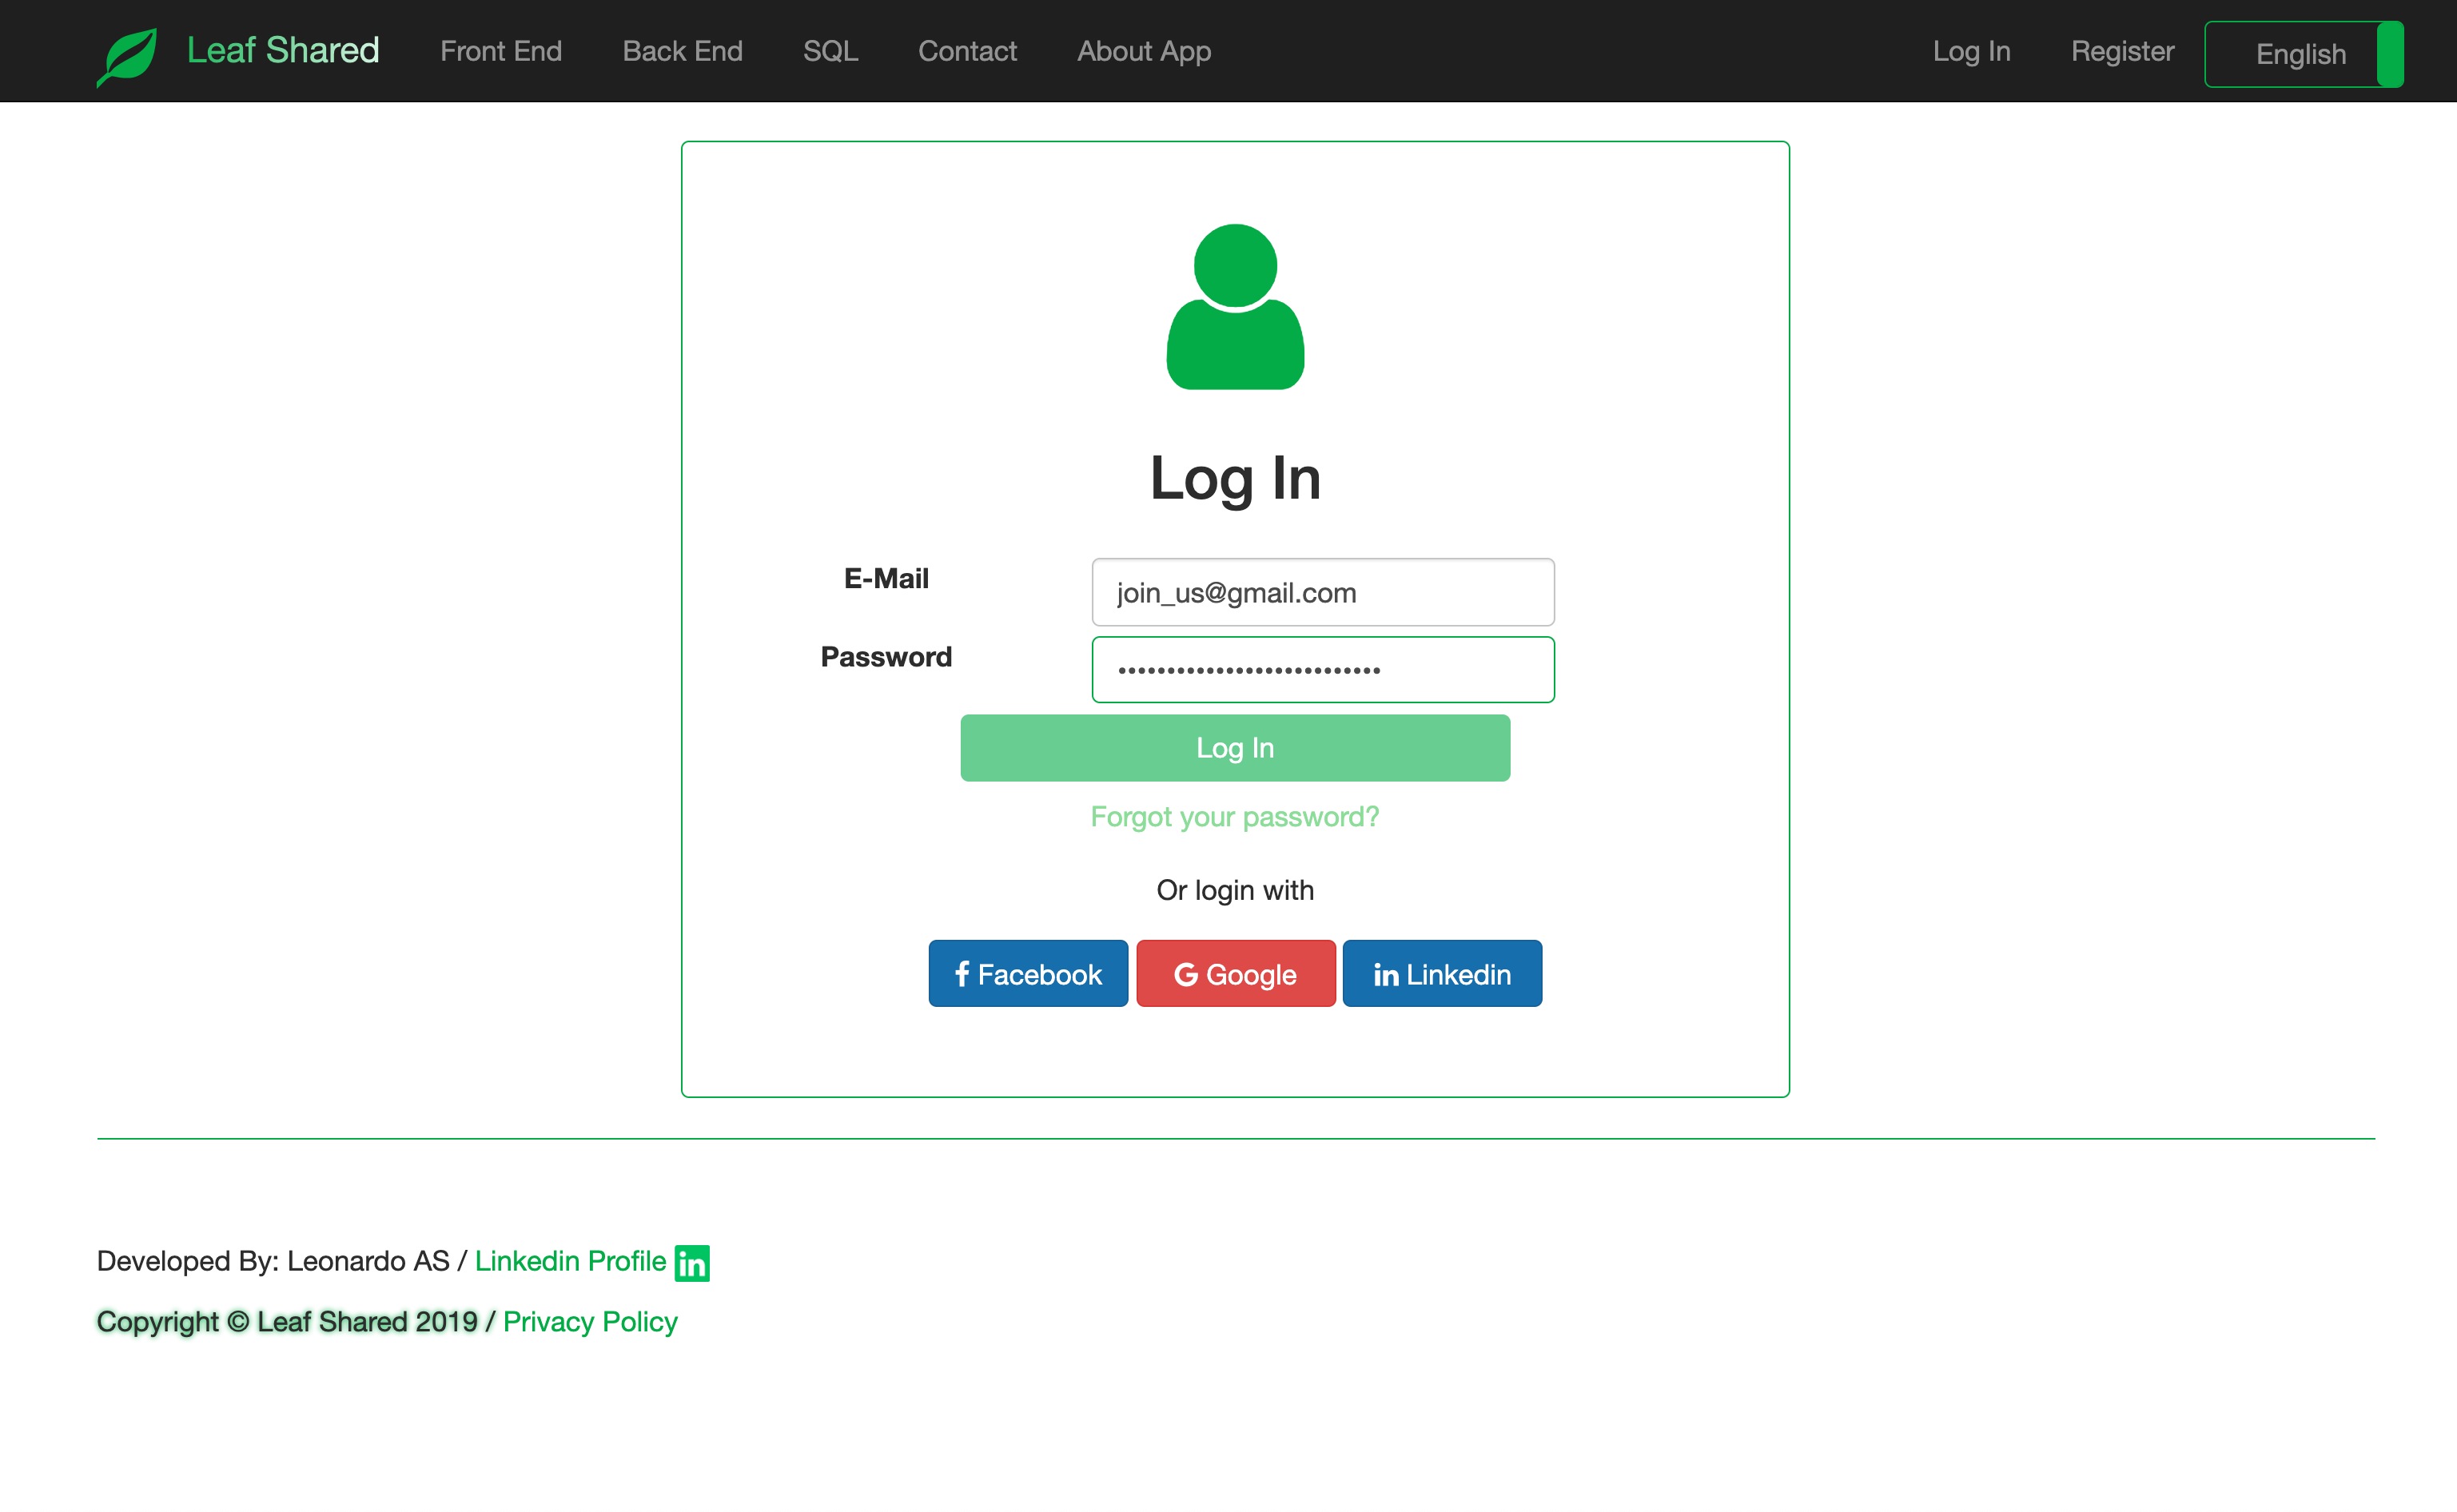 Leaf Shared Front End Back End SQL Contact About App Log In Register English
Log In
E-Mail join_us@gmail.com
Password •••••••••••••••••••••••••••
Log In
Forgot your password?
Or login with
Facebook Google Linkedin
Developed By: Leonardo AS / Linkedin Profile
Copyright © Leaf Shared 2019 / Privacy Policy